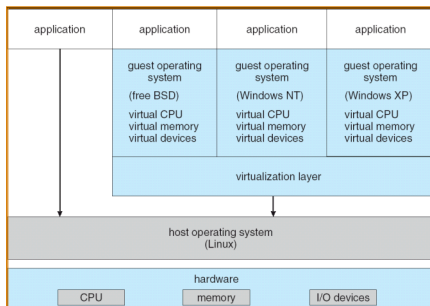 application
application
application
application
guest operating
system
(free BSD)
virtual CPU
virtual memory
virtual devices
guest operating
system
(Windows NT)
virtual CPU
virtual memory
virtual devices
guest operating
system
(Windows XP)
virtual CPU
virtual memory
virtual devices
virtualization layer
host operating system
(Linux)
hardware
CPU
memory
I/O devices